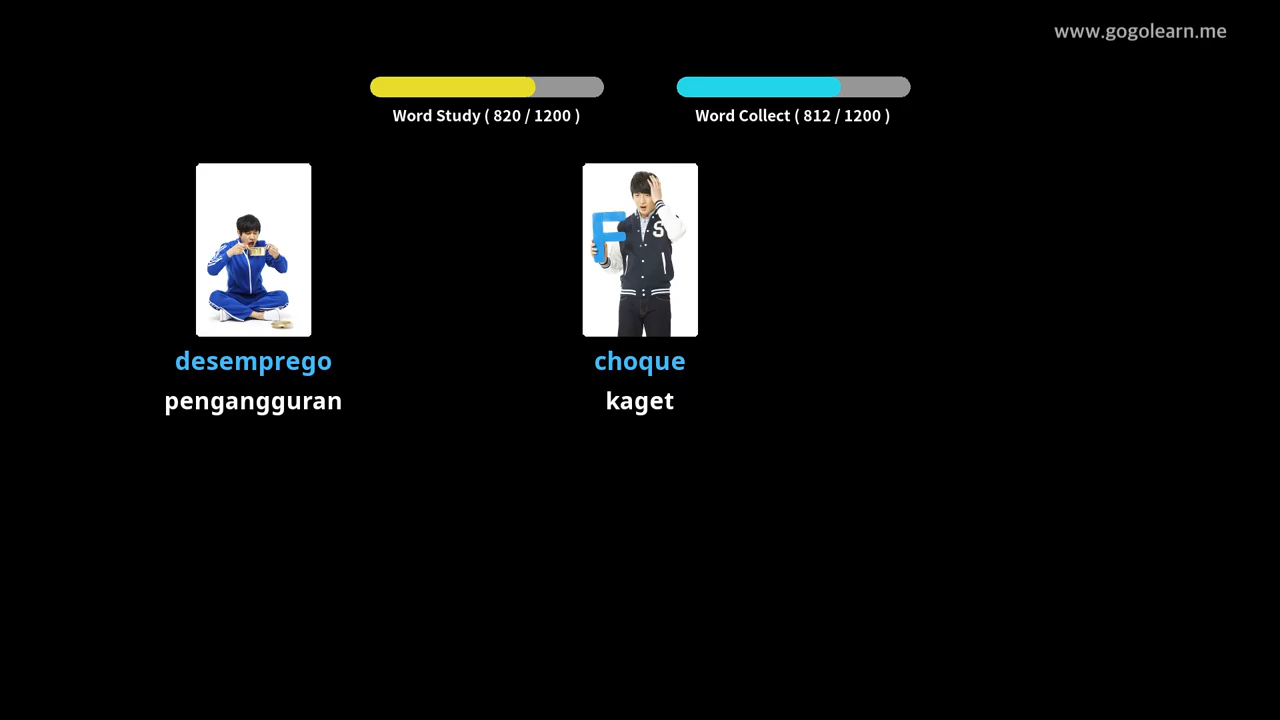 www.gogolearn.me
Word Study ( 820 / 1200 )
Word Collect ( 812 / 1200 )
F
S
desemprego
pengangguran
choque
kaget